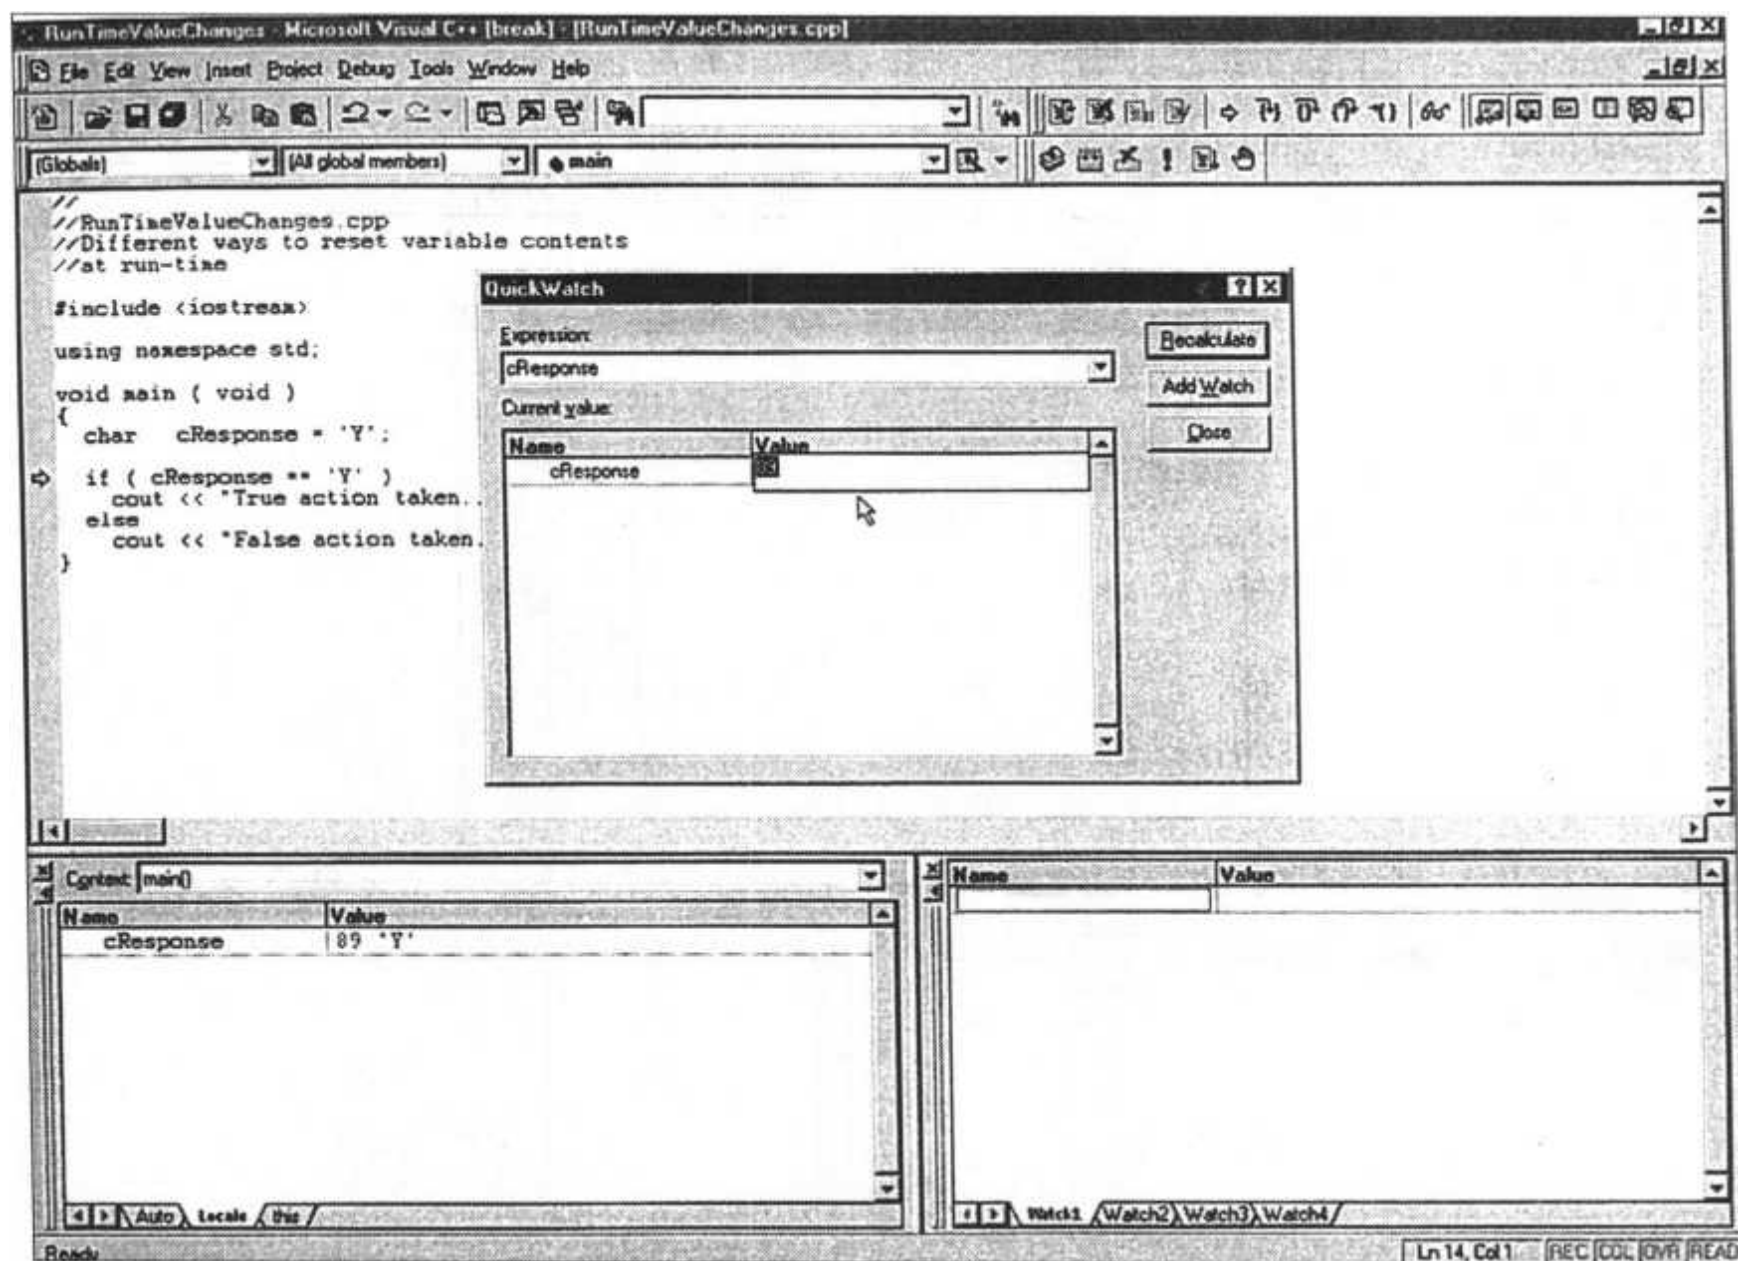 RunTimeValueChanges - Microsoft Visual C++ [break] - [RunTimeValueChanges.cpp]
File Edit View Insert Project Debug Tools Window Help
(Globals) (All global members) main
//
//RunTimeValueChanges.cpp
//Different ways to reset variable contents
//at run-time
#include <iostream>
using namespace std;
void main ( void )
{
char cResponse = 'Y';
if ( cResponse == 'Y' )
cout << "True action taken..
else
cout << "False action taken.
}
QuickWatch
Expression:
Recalculate
cResponse
Add Watch
Current value:
Close
Name Value
cResponse
Context: main()
Name Value
cResponse 89 'Y'
Auto Locals this
Name Value
Watch1 Watch2 Watch3 Watch4
Ready
Ln 14, Col 1 REC COL OVR READ